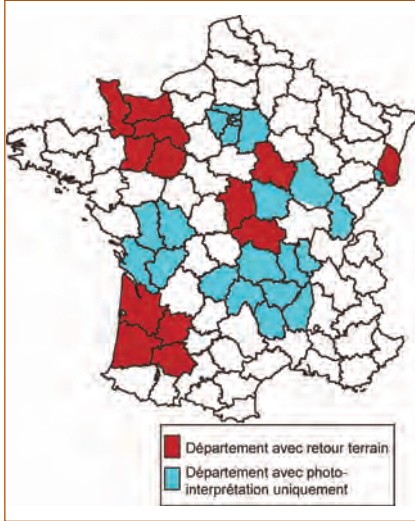 Département avec retour terrain
Département avec photo-
interprétation uniquement